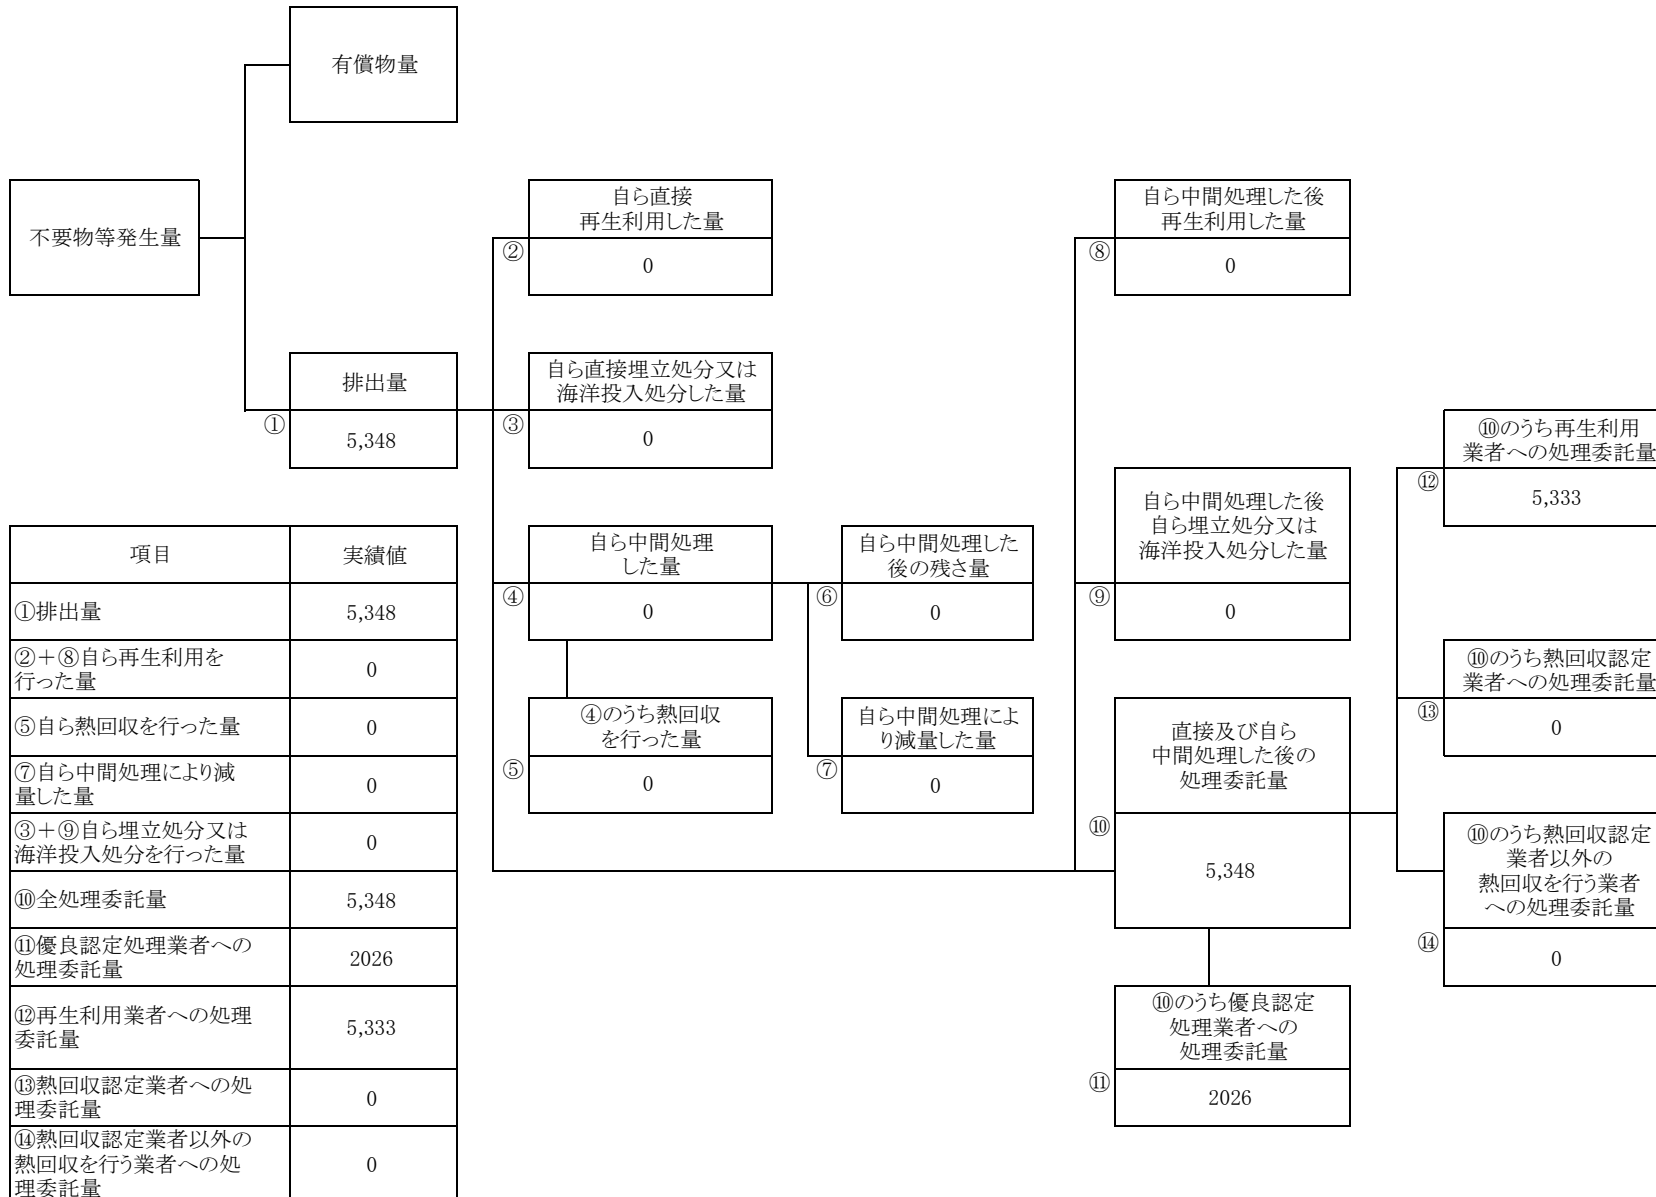 有償物量
不要物等発生量
自ら直接
再生利用した量
②
0
自ら中間処理した後
再生利用した量
⑧
0
排出量
①
5,348
自ら直接埋立処分又は
海洋投入処分した量
③
0
⑩のうち再生利用
業者への処理委託量
⑫
5,333
自ら中間処理した後
自ら埋立処分又は
海洋投入処分した量
⑨
0
自ら中間処理
した量
④
0
自ら中間処理した
後の残さ量
⑥
0
⑩のうち熱回収認定
業者への処理委託量
⑬
0
④のうち熱回収
を行った量
⑤
0
自ら中間処理によ
り減量した量
⑦
0
直接及び自ら
中間処理した後の
処理委託量
⑩
5,348
⑩のうち熱回収認定
業者以外の
熱回収を行う業者
への処理委託量
⑭
0
⑩のうち優良認定
処理業者への
処理委託量
⑪
2026
項目 実績値
①排出量 5,348
②+⑧自ら再生利用を
行った量 0
⑤自ら熱回収を行った量 0
⑦自ら中間処理により減
量した量 0
③+⑨自ら埋立処分又は
海洋投入処分を行った量 0
⑩全処理委託量 5,348
⑪優良認定処理業者への
処理委託量 2026
⑫再生利用業者への処理
委託量 5,333
⑬熱回収認定業者への処
理委託量 0
⑭熱回収認定業者以外の
熱回収を行う業者への処
理委託量 0